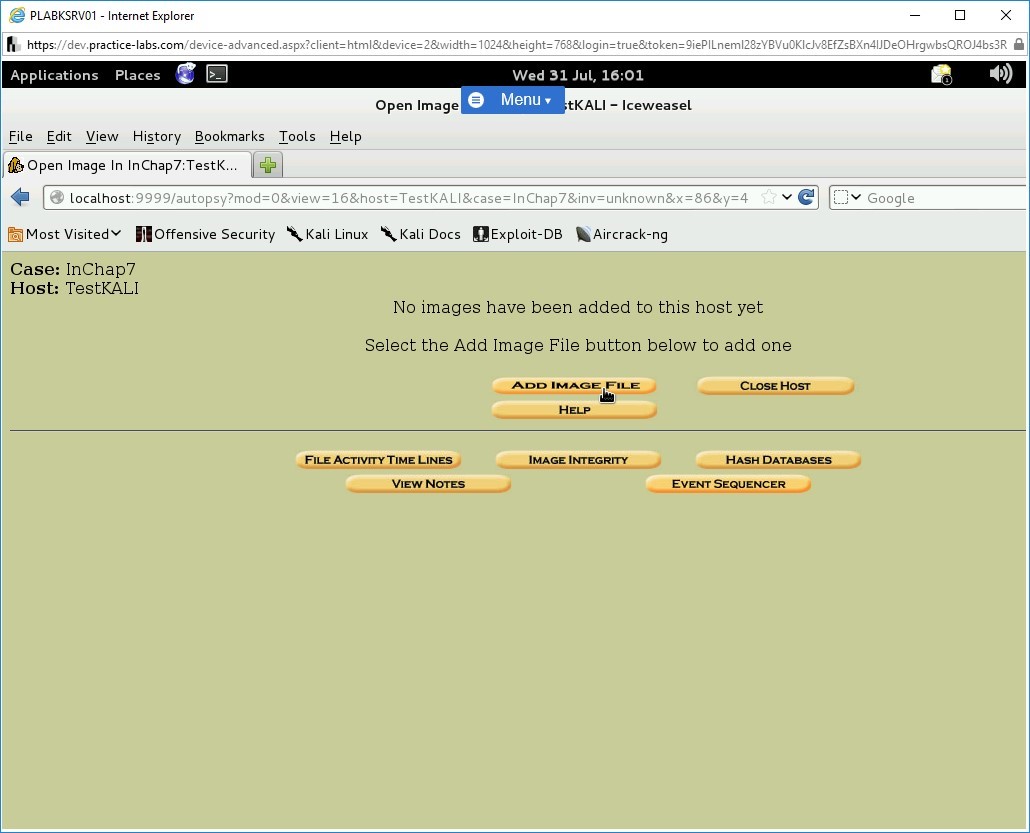 PLABKSRV01 - Internet Explorer
https://dev.practice-labs.com/device-advanced.aspx?client=html&device=2&width=1024&height=768&login=true&token=9iePILnemI28zYBVu0KlcJv8EfZsBXn4lJDeOHrgwbsQROJ4bs3R
Applications Places Wed 31 Jul, 16:01
Open Image Menu stKALI – Iceweasel
File Edit View History Bookmarks Tools Help
Open Image In InChap7:TestK...
localhost:9999/autopsy?mod=0&view=16&host=TestKALI&case=InChap7&inv=unknown&x=86&y=4 Google
Most Visited Offensive Security Kali Linux Kali Docs Exploit-DB Aircrack-ng
Case: InChap7
Host: TestKALI
No images have been added to this host yet
Select the Add Image File button below to add one
ADD IMAGE FILE CLOSE HOST
HELP
FILE ACTIVITY TIME LINES IMAGE INTEGRITY HASH DATABASES
VIEW NOTES EVENT SEQUENCER